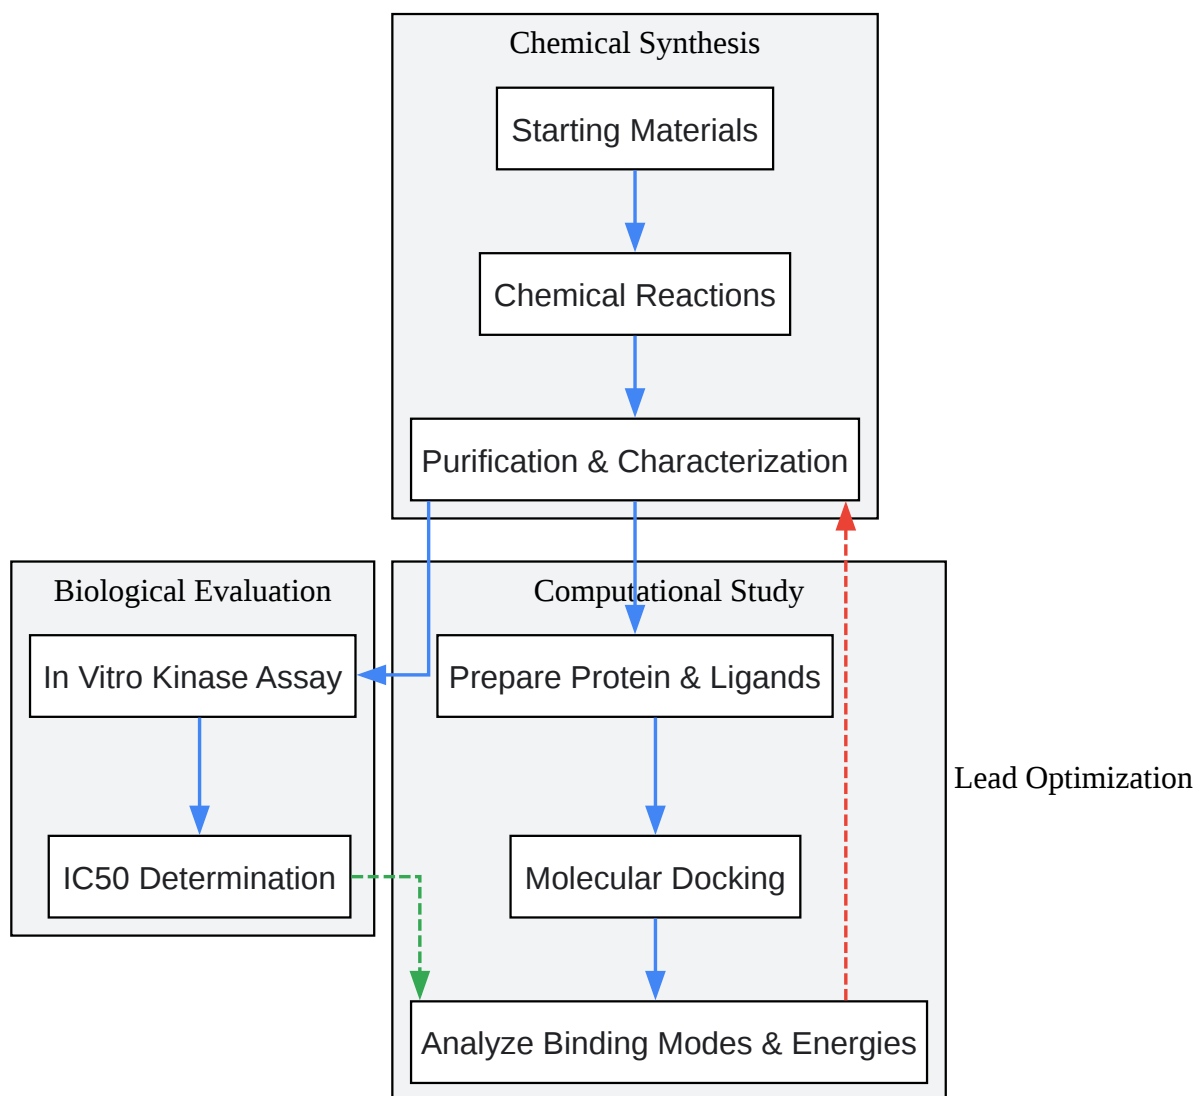 Chemical Synthesis
Starting Materials
Chemical Reactions
Purification & Characterization
Biological Evaluation
In Vitro Kinase Assay
IC50 Determination
Computational Study
Prepare Protein & Ligands
Molecular Docking
Analyze Binding Modes & Energies
Lead Optimization